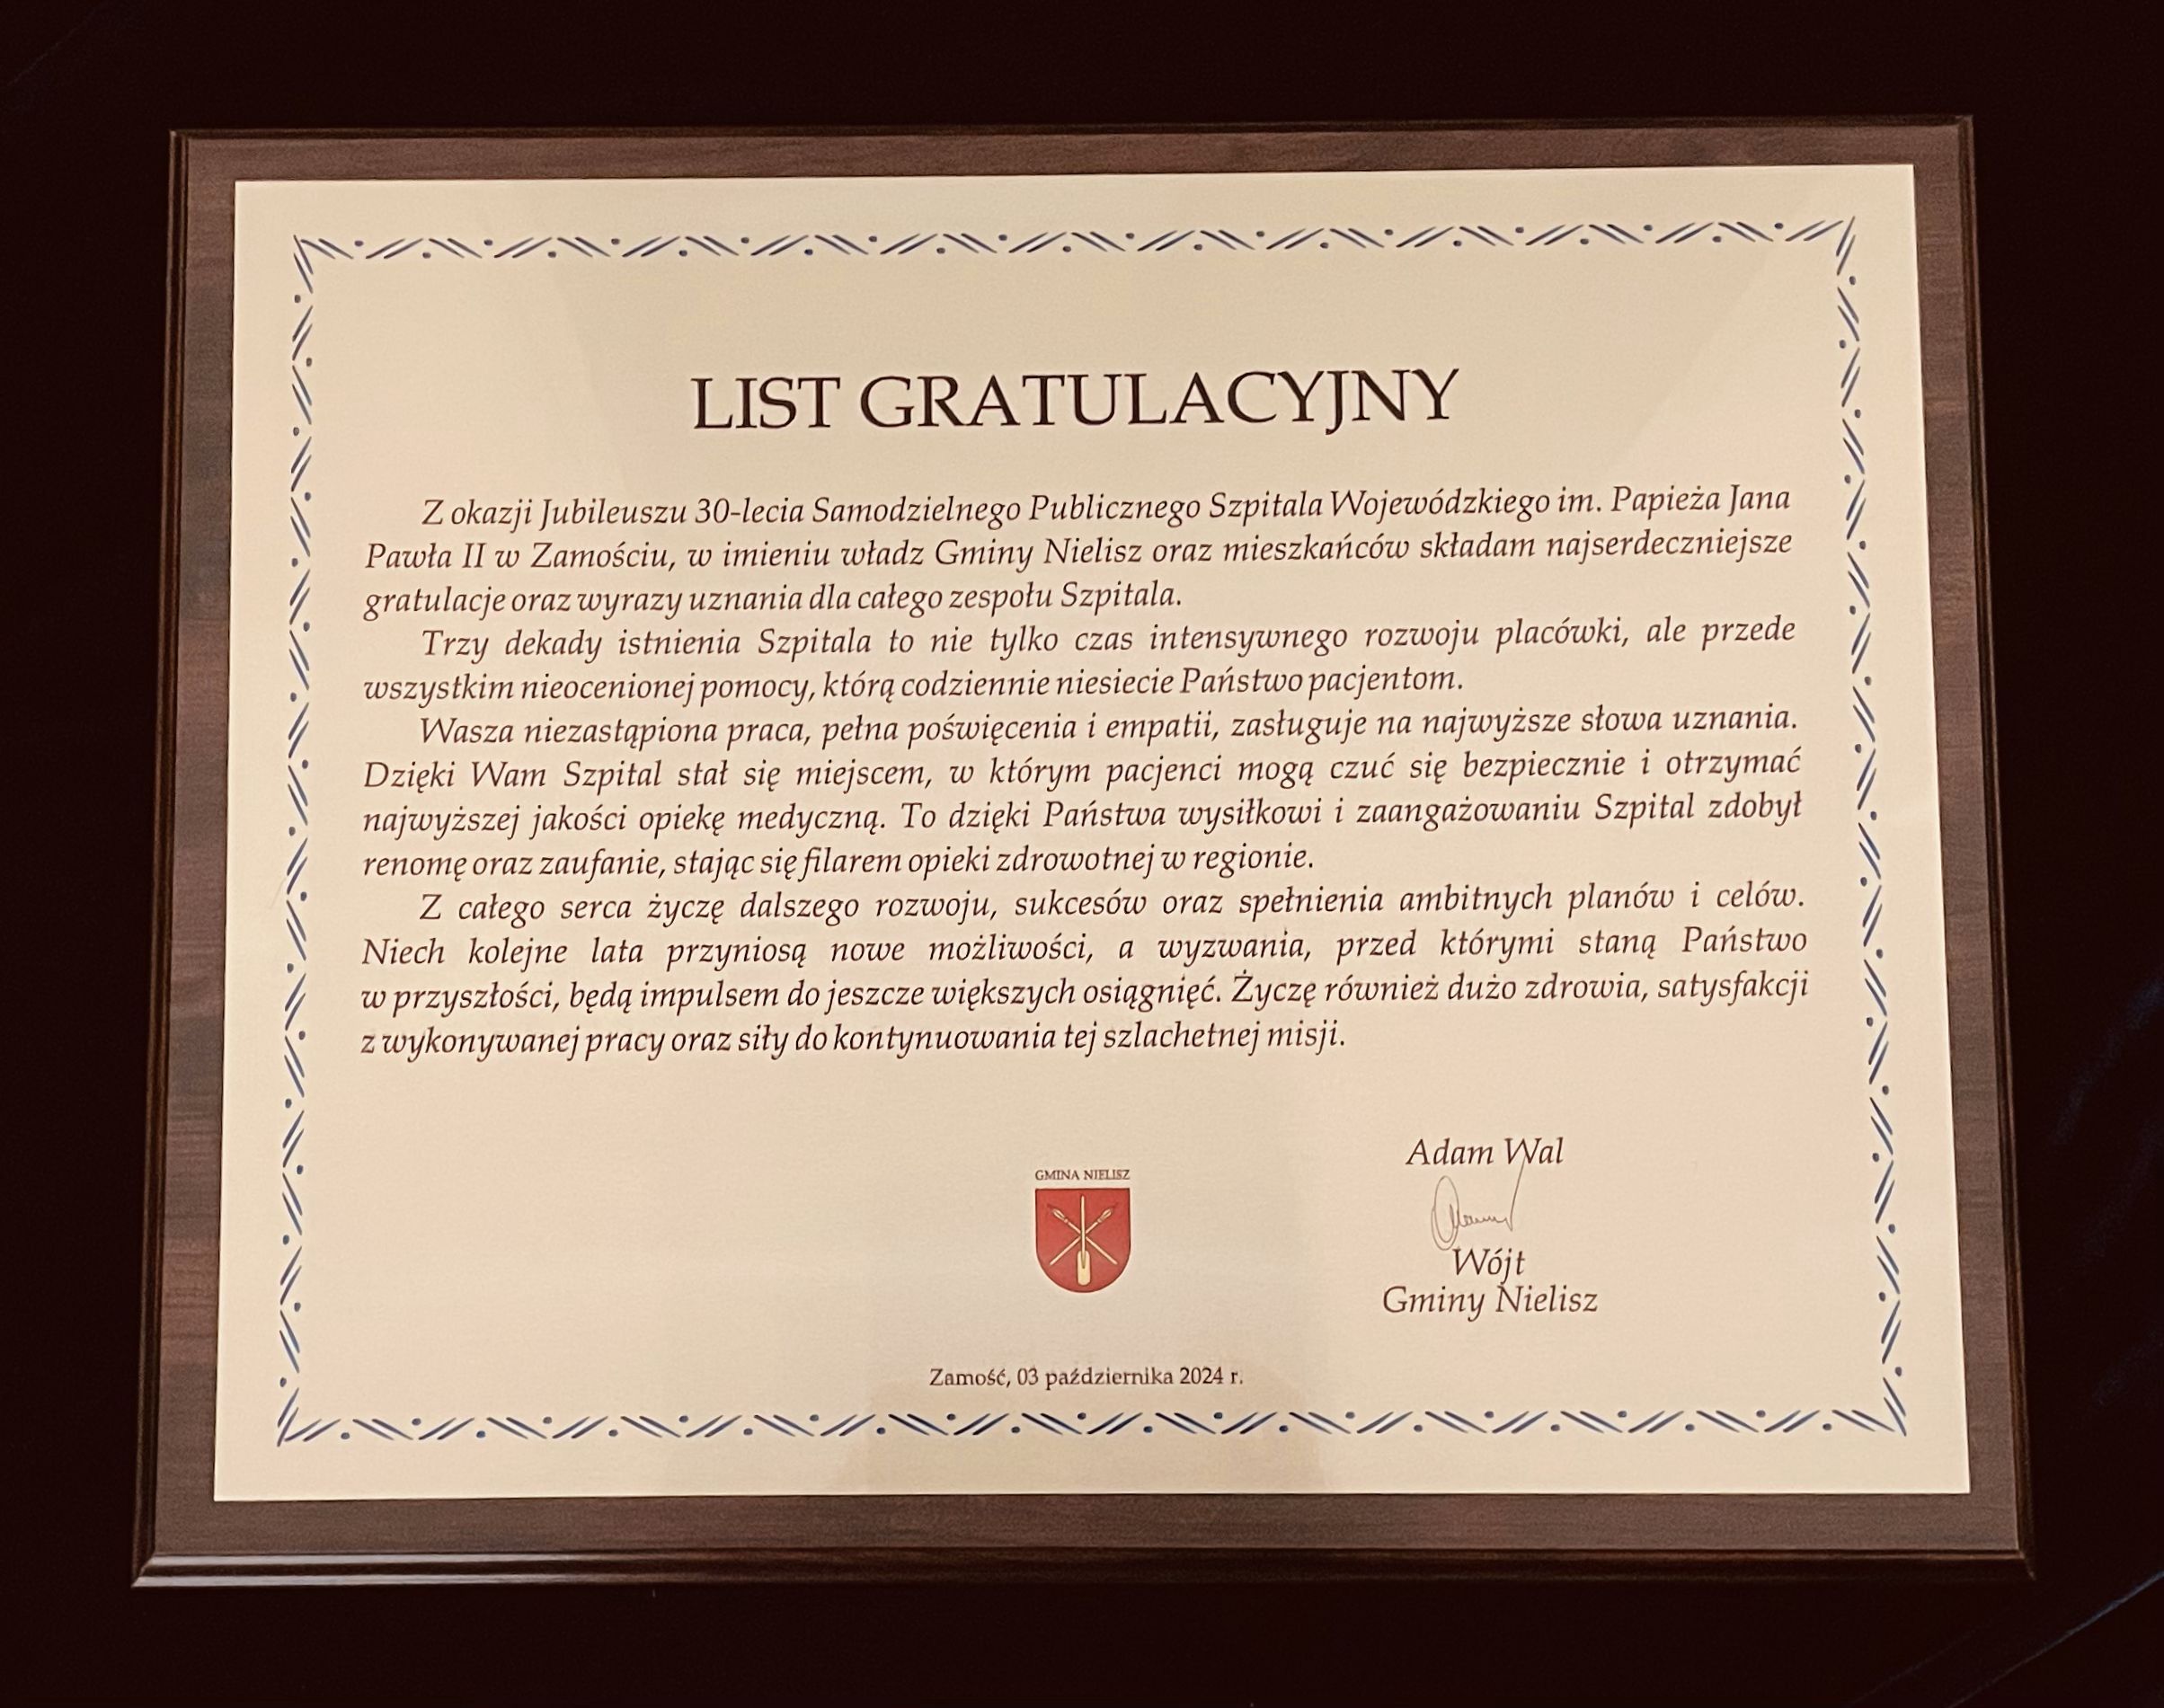 LIST GRATULACYJNY
Z okazji Jubileuszu 30-lecia Samodzielnego Publicznego Szpitala Wojewódzkiego im. Papieża Jana
Pawła II w Zamościu, w imieniu władz Gminy Nielisz oraz mieszkańców składam najserdeczniejsze
gratulacje oraz wyrazy uznania dla całego zespołu Szpitala.
Trzy dekady istnienia Szpitala to nie tylko czas intensywnego rozwoju placówki, ale przede
wszystkim nieocenionej pomocy, którą codziennie niesiecie Państwo pacjentom.
Wasza niezastąpiona praca, pełna poświęcenia i empatii, zasługuje na najwyższe słowa uznania.
Dzięki Wam Szpital stał się miejscem, w którym pacjenci mogą czuć się bezpiecznie i otrzymać
najwyższej jakości opiekę medyczną. To dzięki Państwa wysiłkowi i zaangażowaniu Szpital zdobył
renomę oraz zaufanie, stając się filarem opieki zdrowotnej w regionie.
Z całego serca życzę dalszego rozwoju, sukcesów oraz spełnienia ambitnych planów i celów.
Niech kolejne lata przyniosą nowe możliwości, a wyzwania, przed którymi staną Państwo
w przyszłości, będą impulsem do jeszcze większych osiągnięć. Życzę również dużo zdrowia, satysfakcji
z wykonywanej pracy oraz siły do kontynuowania tej szlachetnej misji.
Adam Wal
GMINA NIELISZ
Wójt
Gminy Nielisz
Zamość, 03 października 2024 r.